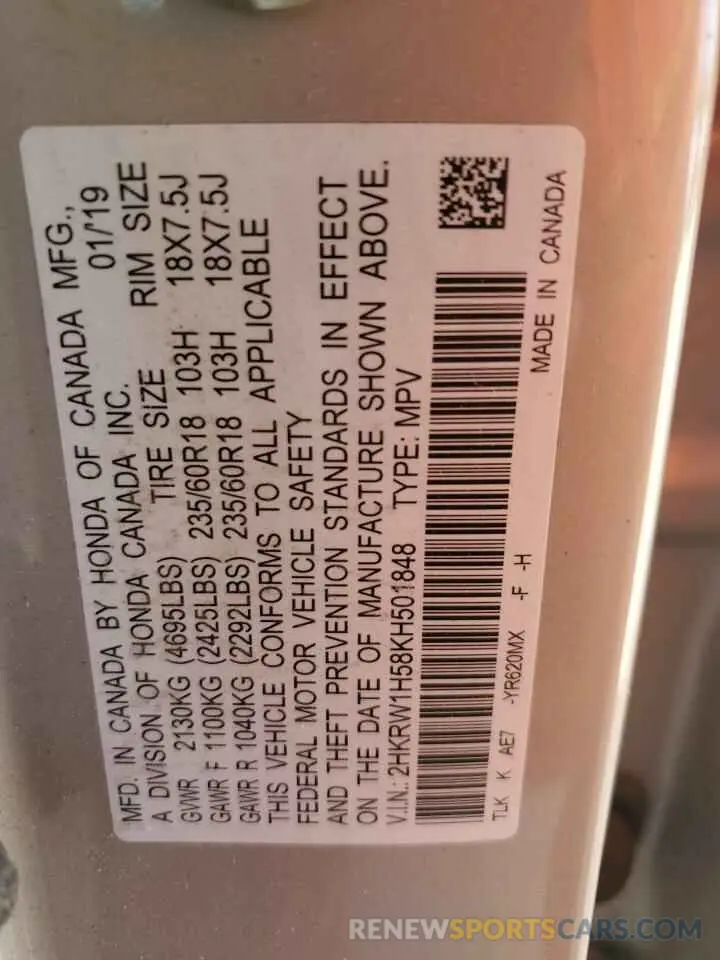 MFD. IN CANADA BY HONDA OF CANADA MFG.,
A DIVISION OF HONDA CANADA INC. 01/'19
GVWR 2130KG (4695LBS) TIRE SIZE RIM SIZE
GAWR F 1100KG (2425LBS) 235/60R18 103H 18X7.5J
GAWR R 1040KG (2292LBS) 235/60R18 103H 18X7.5J
THIS VEHICLE CONFORMS TO ALL APPLICABLE
FEDERAL MOTOR VEHICLE SAFETY
AND THEFT PREVENTION STANDARDS IN EFFECT
ON THE DATE OF MANUFACTURE SHOWN ABOVE.
V.I.N.: 2HKRW1H58KH501848 TYPE: MPV
TLK K AE7 -YR620MX -F -H
MADE IN CANADA
RENEWSPORTSCARS.COM